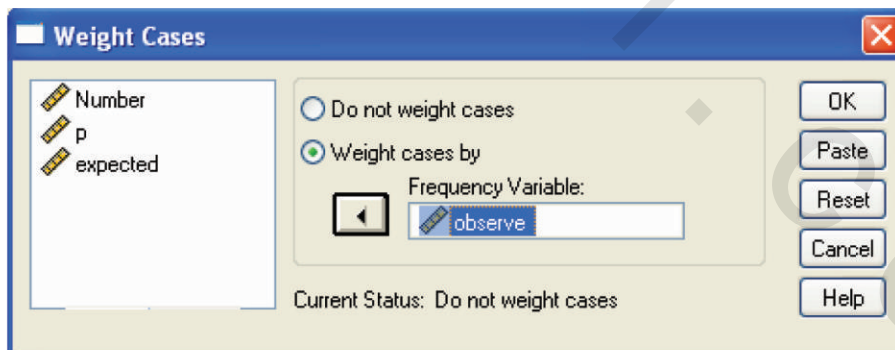 Weight Cases
Number
p
expected
Do not weight cases
Weight cases by
Frequency Variable:
observe
Current Status: Do not weight cases
OK
Paste
Reset
Cancel
Help